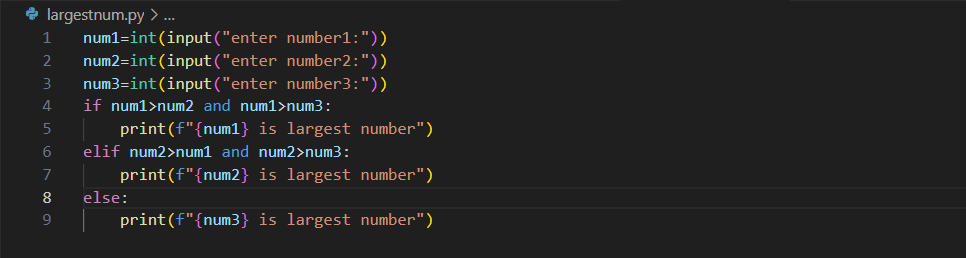 largestnum.py > ...
1 num1=int(input("enter number1:"))
2 num2=int(input("enter number2:"))
3 num3=int(input("enter number3:"))
4 if num1>num2 and num1>num3:
5     print(f"{num1} is largest number")
6 elif num2>num1 and num2>num3:
7     print(f"{num2} is largest number")
8 else:
9     print(f"{num3} is largest number")